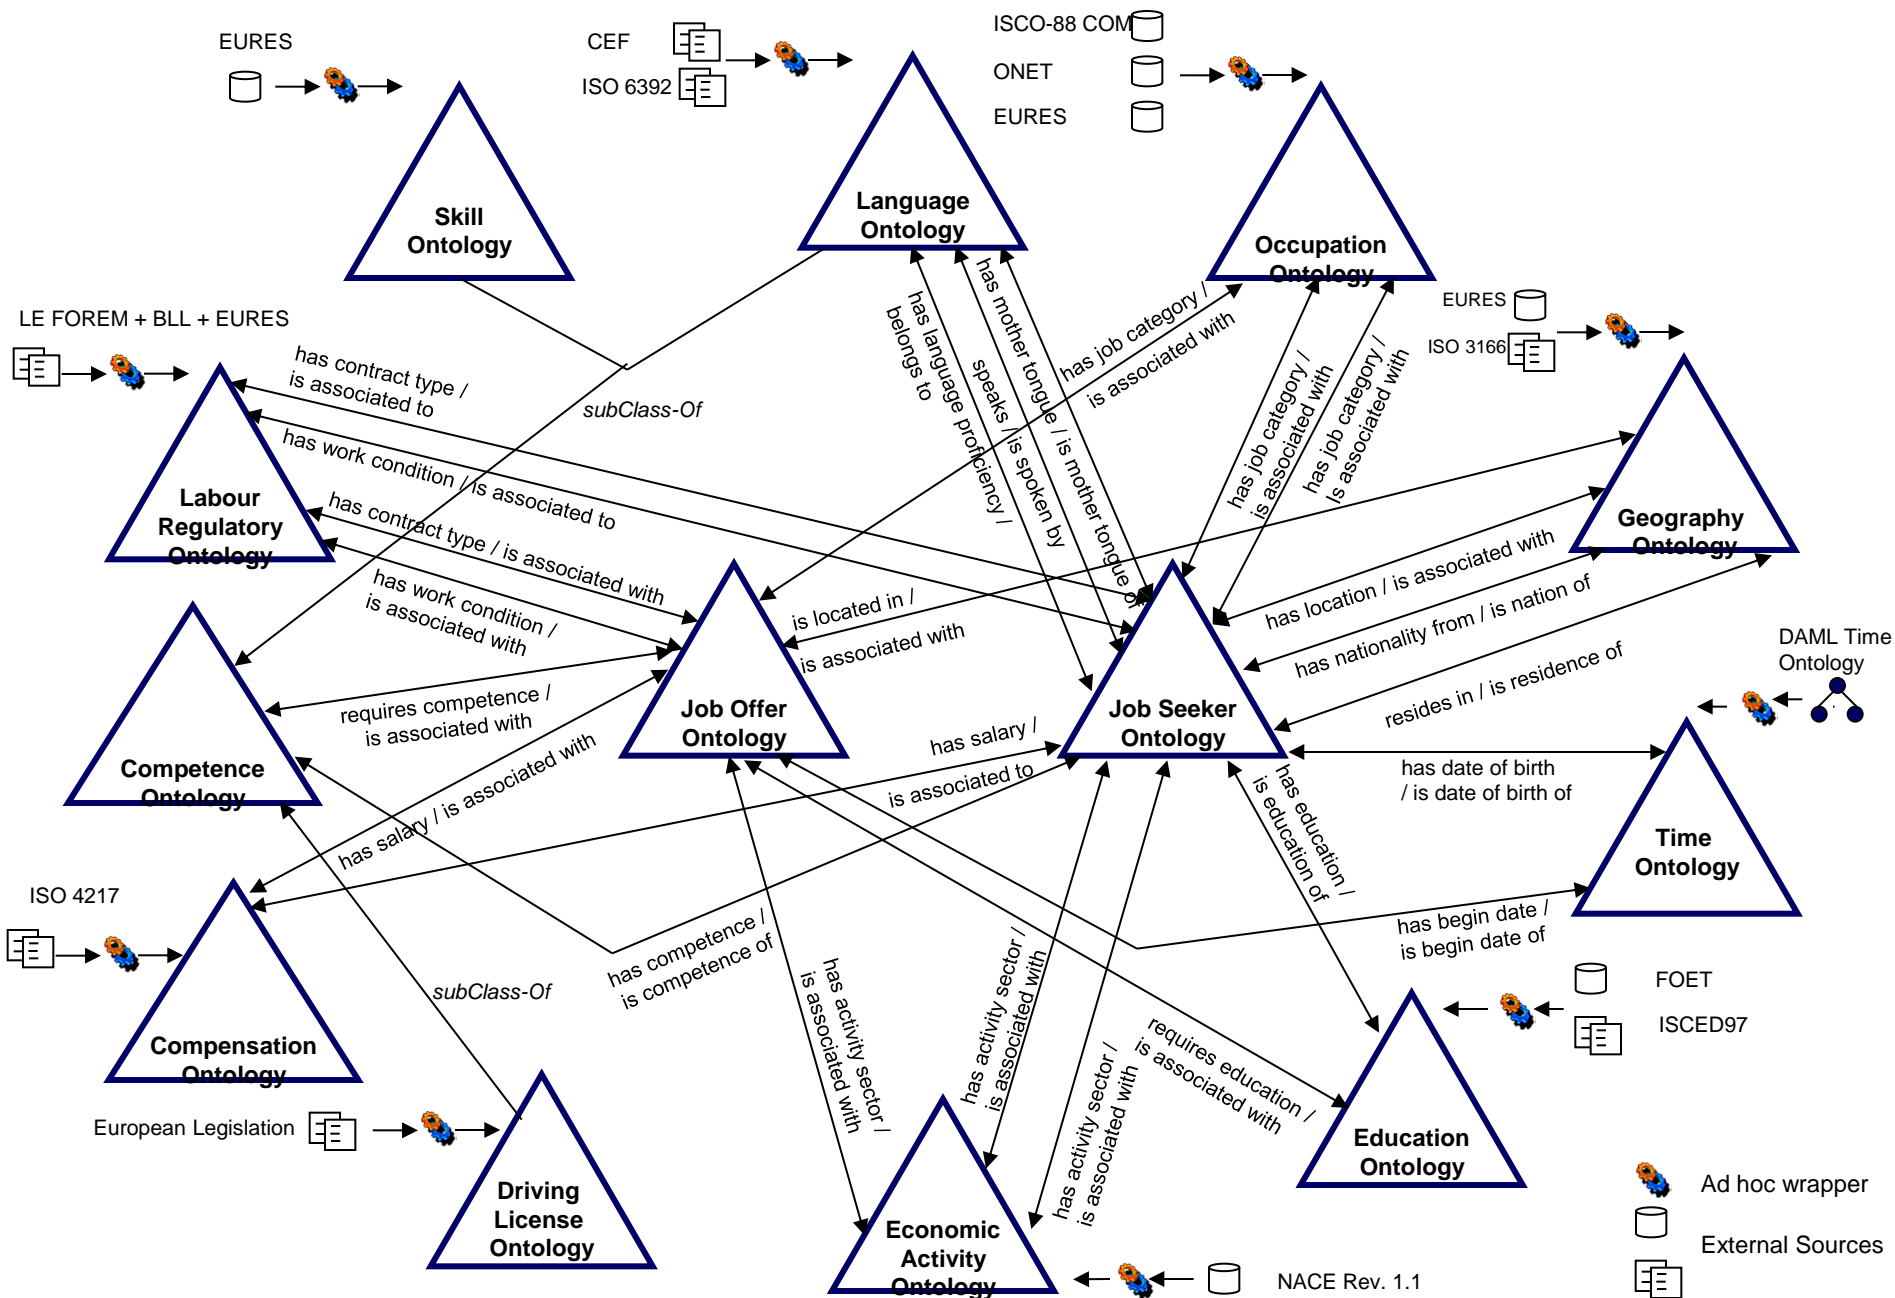 EURES
CEF
ISO 6392
ISCO-88 COM
ONET
EURES
Skill
Ontology
Language
Ontology
Occupation
Ontology
EURES
ISO 3166
LE FOREM + BLL + EURES
has contract type /
is associated to
subClass-Of
has work condition / is associated to
has language proficiency /
belongs to
speaks / is spoken by
has mother tongue / is mother tongue of
has job category /
is associated with
has job category /
is associated with
has job category /
Is associated with
Labour
Regulatory
Ontology
has contract type / is associated with
has work condition /
is associated with
Geography
Ontology
is located in /
is associated with
has location / is associated with
has nationality from / is nation of
resides in / is residence of
DAML Time
Ontology
requires competence /
is associated with
Job Offer
Ontology
Job Seeker
Ontology
Competence
Ontology
has salary / is associated with
has salary /
is associated to
has education /
is education of
has date of birth
/ is date of birth of
Time
Ontology
ISO 4217
has begin date /
is begin date of
has competence /
is competence of
subClass-Of
has activity sector /
is associated with
has activity sector /
is associated with
has activity sector /
is associated with
requires education /
is associated with
FOET
ISCED97
Compensation
Ontology
European Legislation
Driving
License
Ontology
Education
Ontology
Economic
Activity
Ontology
NACE Rev. 1.1
Ad hoc wrapper
External Sources